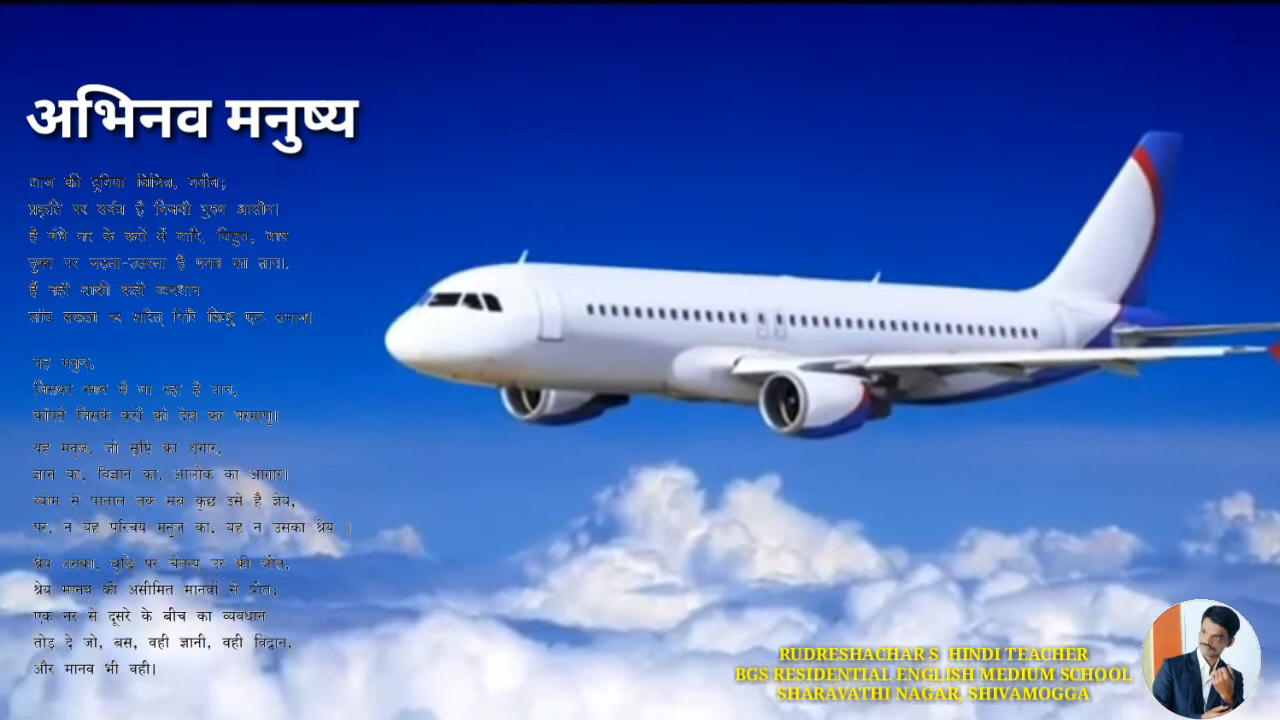 अभिनव मनुष्य
आज की दुनिया विचित्र, नवीन;
प्रकृति पर सर्वत्र है विजयी पुरुष आसीन।
हैं बंधे नर के करों में वारि, विद्युत, भाप
हुक्म पर चढ़ता-उतरता है पवन का ताप।
हैं नहीं बाकी कहीं व्यवधान
लाँघ सकता नर सरित् गिरि सिन्धु एक समान।
यह मनुज,
जिसका गगन में जा रहा है यान,
काँपते जिसके करों को देख कर परमाणु।
यह मनुज, जो सृष्टि का शृंगार,
ज्ञान का, विज्ञान का, आलोक का आगार।
व्योम से पाताल तक सब कुछ इसे है ज्ञेय,
पर, न यह परिचय मनुज का, यह न उसका श्रेय ।
श्रेय उसका, बुद्धि पर चैतन्य उर की जीत,
श्रेय मानव की असीमित मानवों से प्रीत;
एक नर से दूसरे के बीच का व्यवधान
तोड़ दे जो, बस, वही ज्ञानी, वही विद्वान,
और मानव भी वही।
RUDRESHACHAR S HINDI TEACHER
BGS RESIDENTIAL ENGLISH MEDIUM SCHOOL
SHARAVATHI NAGAR, SHIVAMOGGA